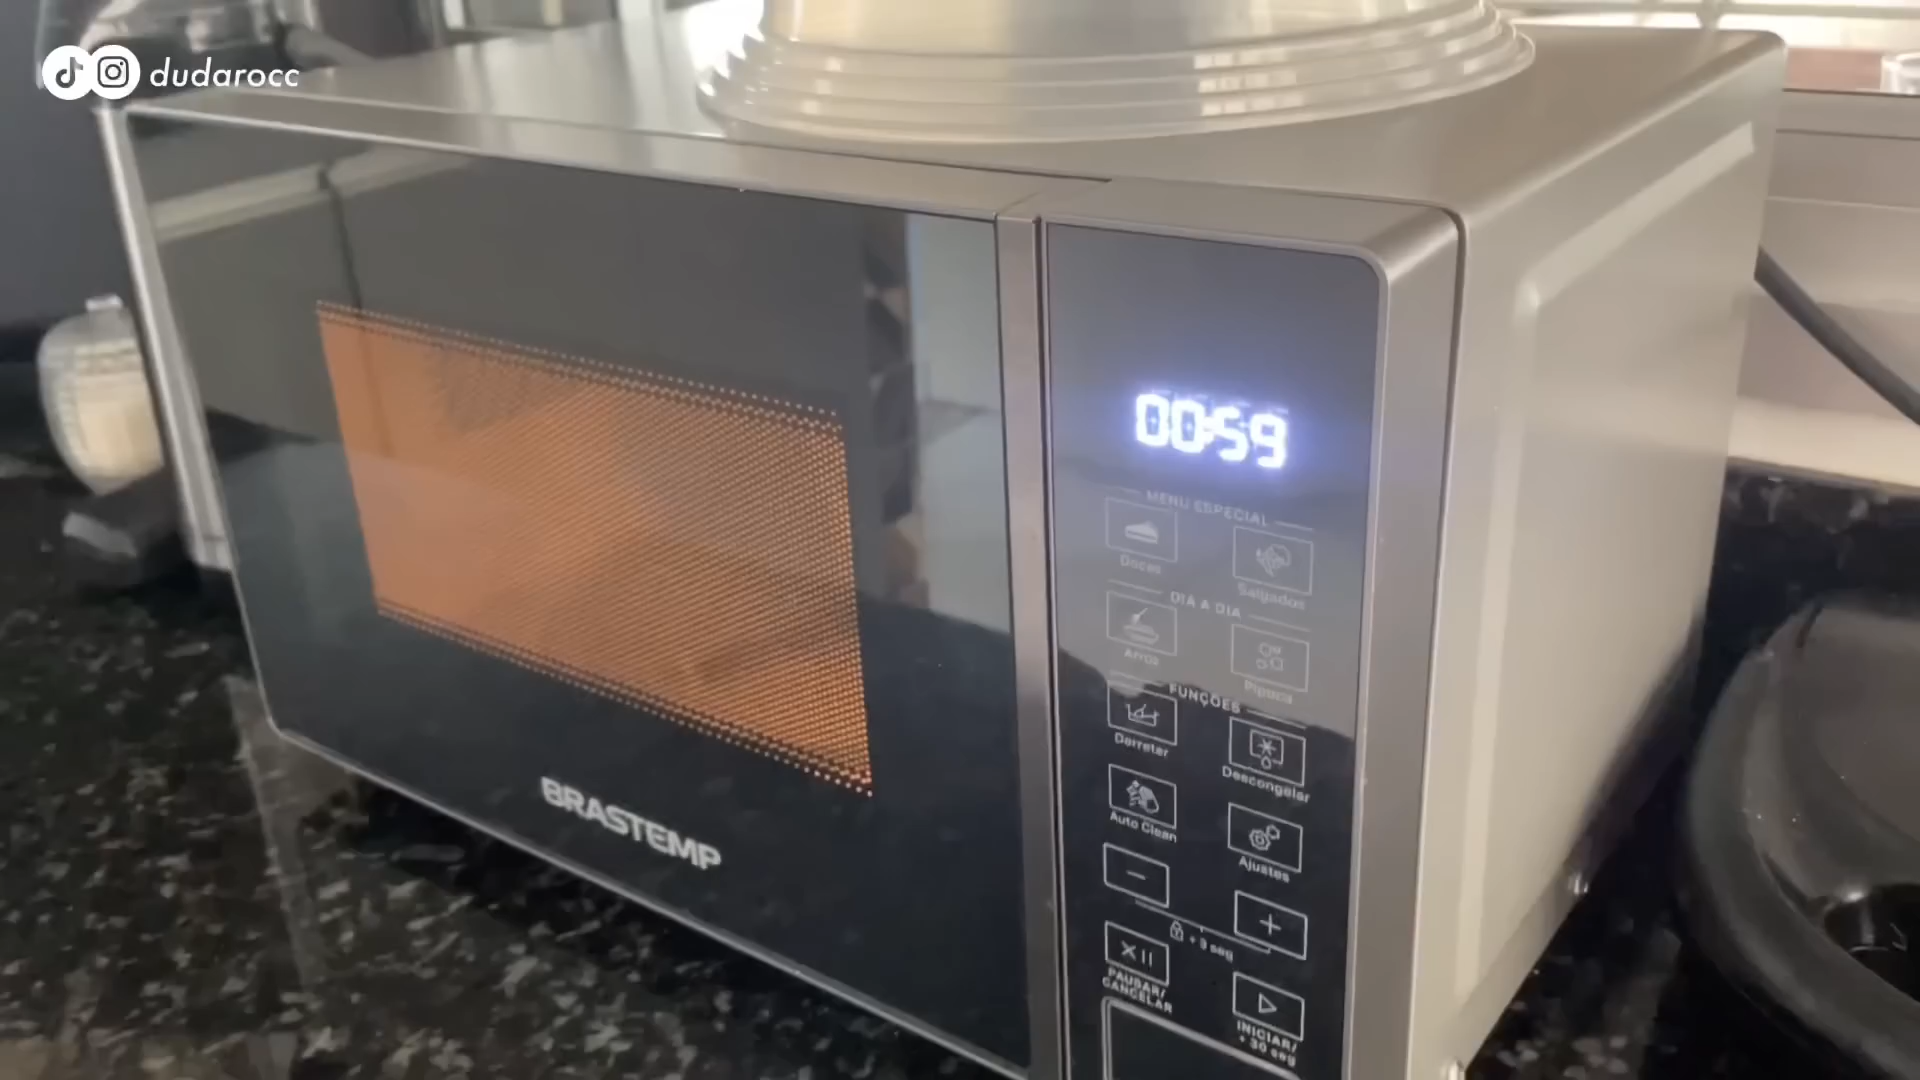 dudarocc
00:59
MENU ESPECIAL
Doces
Salgados
DIA A DIA
Arroz
Pipoca
FUNÇÕES
Derreter
Descongelar
Auto Clean
Ajustes
−
+
+ 3 seg
PAUSAR/
CANCELAR
INICIAR/
+ 30 seg
BRASTEMP